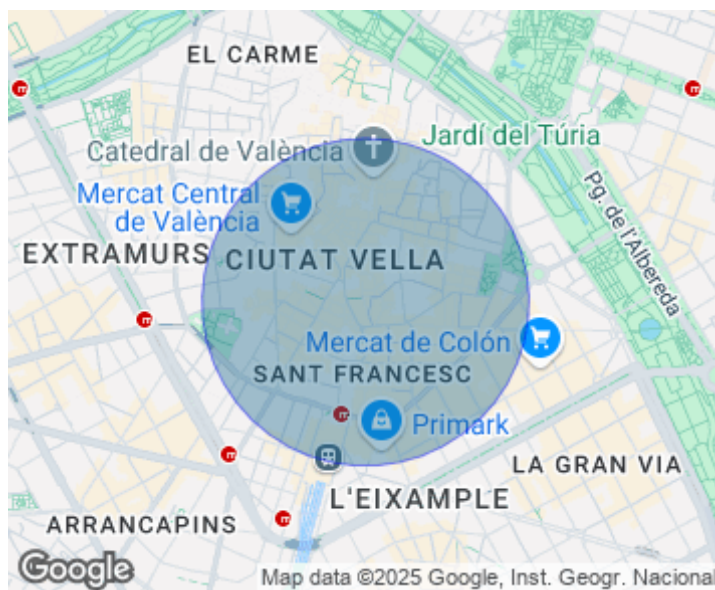 EL CARME
Jardí del Túria
Catedral de València
Mercat Central
de València
Pg. de l'Albereda
EXTRAMURS
CIUTAT VELLA
Mercat de Colón
SANT FRANCESC
Primark
LA GRAN VIA
L'EIXAMPLE
ARRANCAPINS
Google
Map data ©2025 Google, Inst. Geogr. Nacional